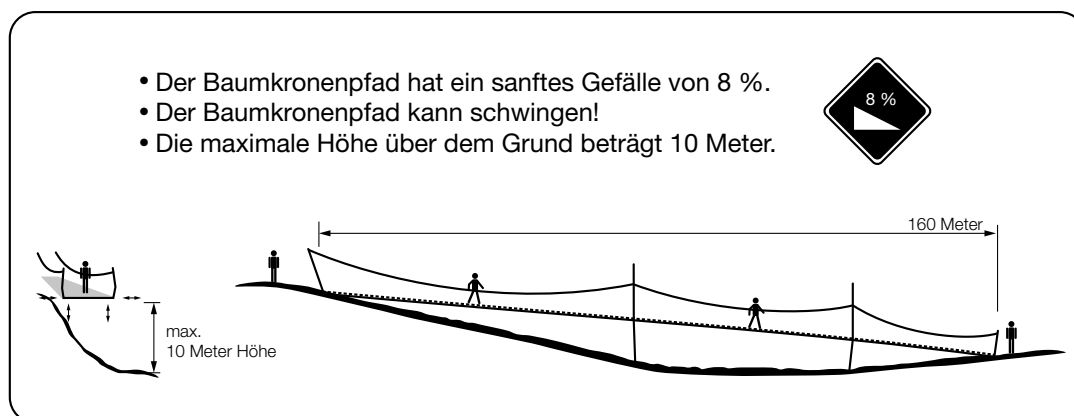 • Der Baumkronenpfad hat ein sanftes Gefälle von 8 %.
• Der Baumkronenpfad kann schwingen!
• Die maximale Höhe über dem Grund beträgt 10 Meter.
8 %
160 Meter
max.
10 Meter Höhe